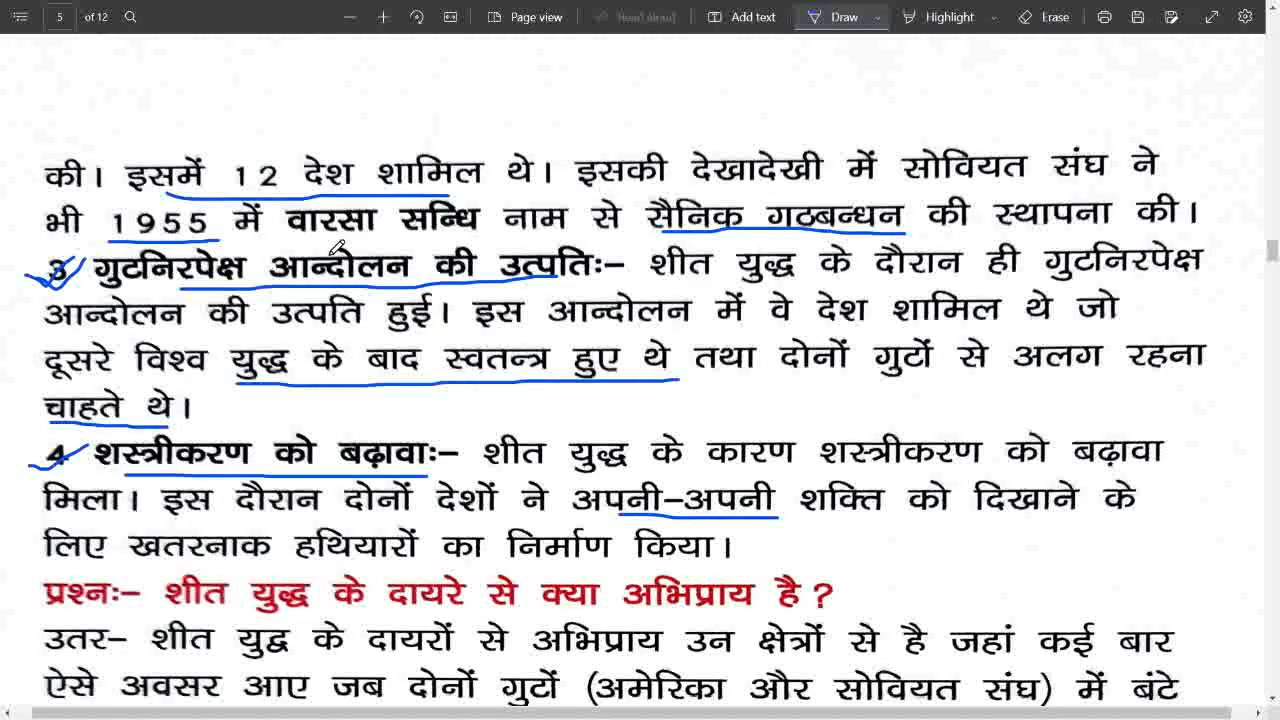 5 of 12 Page view Add text Draw Highlight Erase
की। इसमें 12 देश शामिल थे। इसकी देखादेखी में सोवियत संघ ने
भी 1955 में वारसा सन्धि नाम से सैनिक गठबन्धन की स्थापना की।
3 गुटनिरपेक्ष आन्दोलन की उत्पतिः- शीत युद्ध के दौरान ही गुटनिरपेक्ष
आन्दोलन की उत्पति हुई। इस आन्दोलन में वे देश शामिल थे जो
दूसरे विश्व युद्ध के बाद स्वतन्त्र हुए थे तथा दोनों गुटों से अलग रहना
चाहते थे।
4 शस्त्रीकरण को बढ़ावाः- शीत युद्ध के कारण शस्त्रीकरण को बढ़ावा
मिला। इस दौरान दोनों देशों ने अपनी-अपनी शक्ति को दिखाने के
लिए खतरनाक हथियारों का निर्माण किया।
प्रश्नः- शीत युद्ध के दायरे से क्या अभिप्राय है ?
उतर- शीत युद्व के दायरों से अभिप्राय उन क्षेत्रों से है जहां कई बार
ऐसे अवसर आए जब दोनों गुटों (अमेरिका और सोवियत संघ) में बंटे